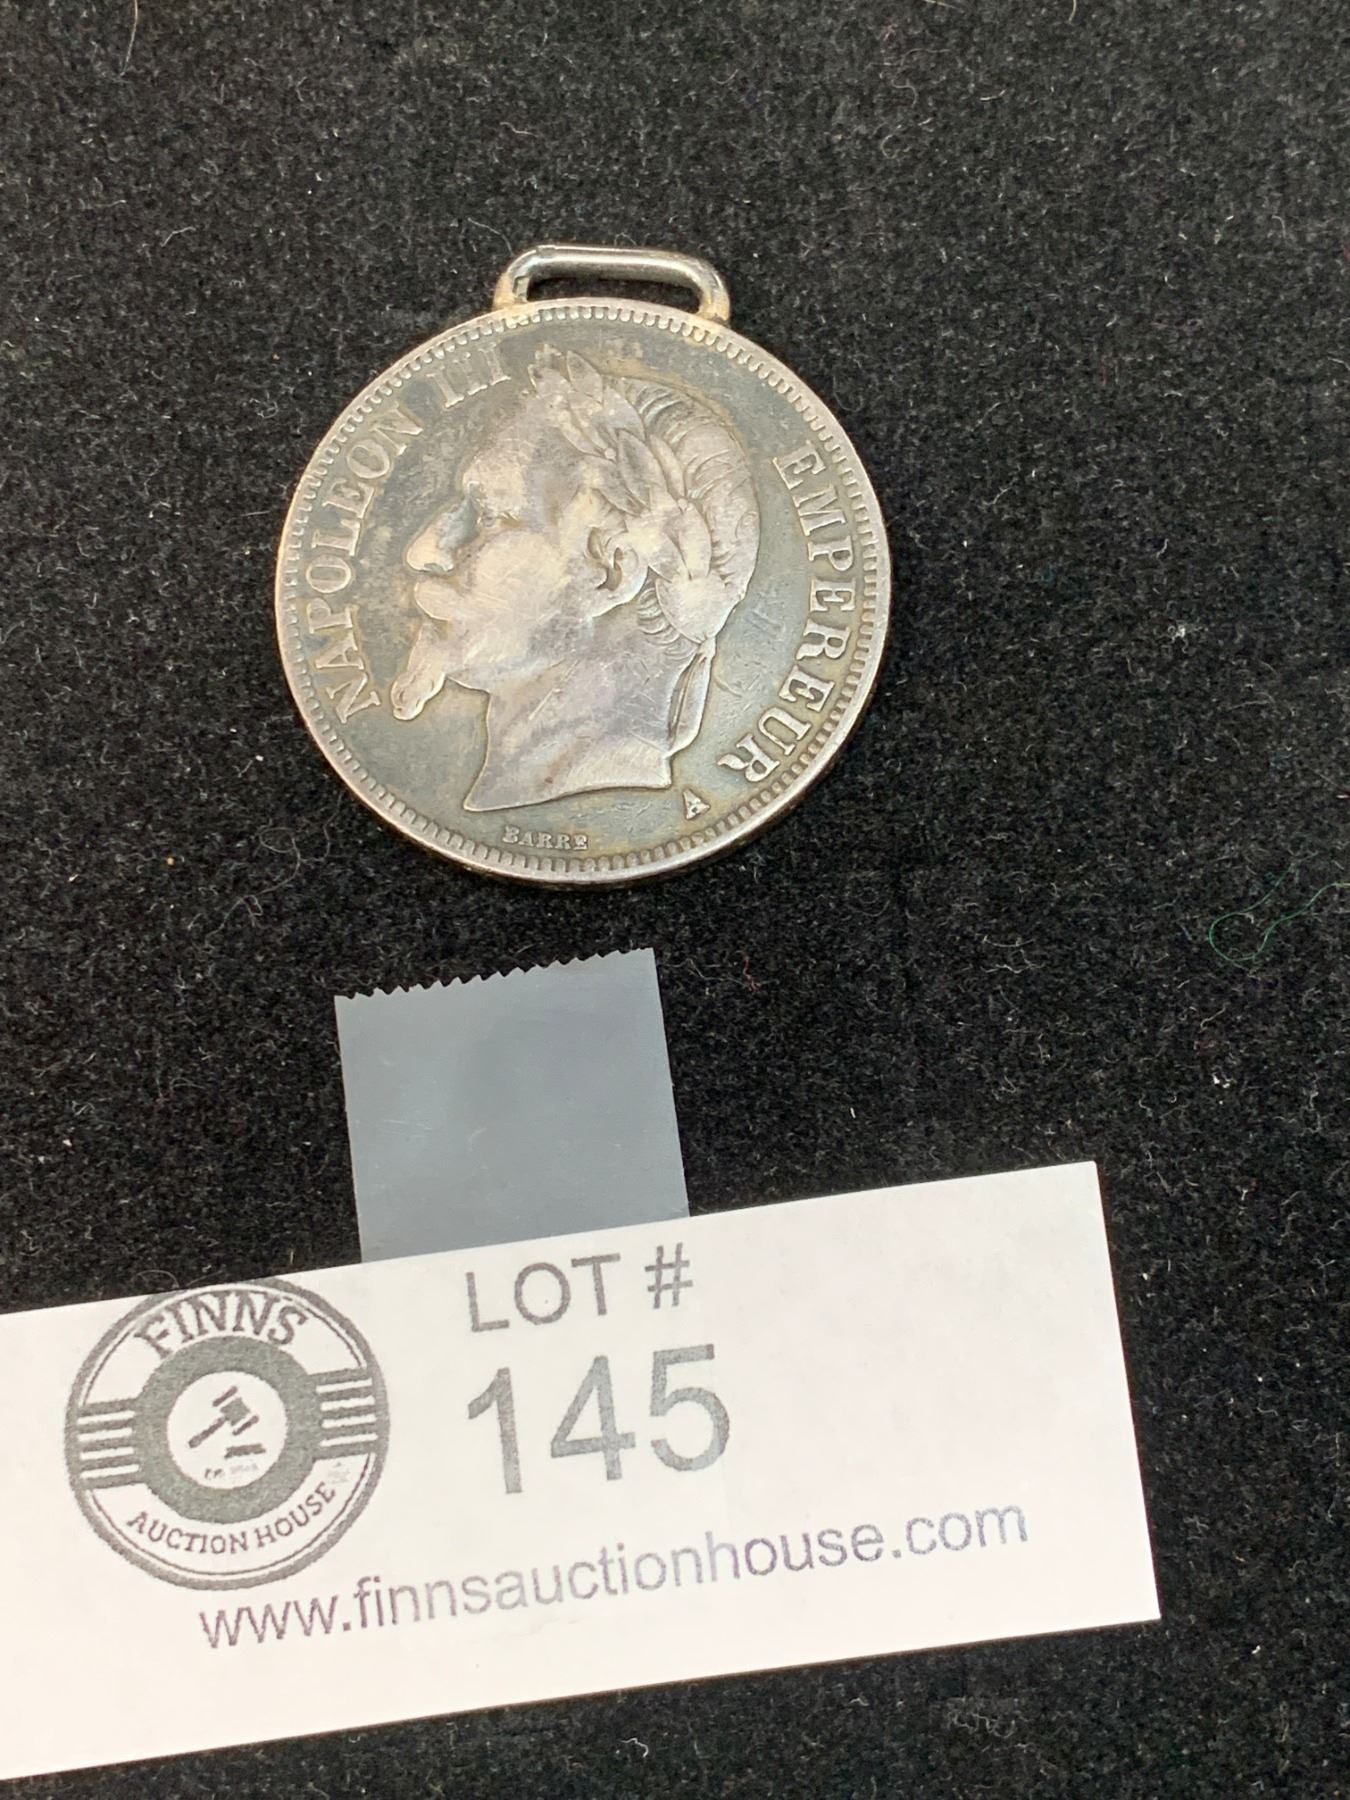 NAPOLEON III
EMPEREUR
BARRE
A
FINNS
AUCTION HOUSE
LOT #
145
www.finnsauctionhouse.com